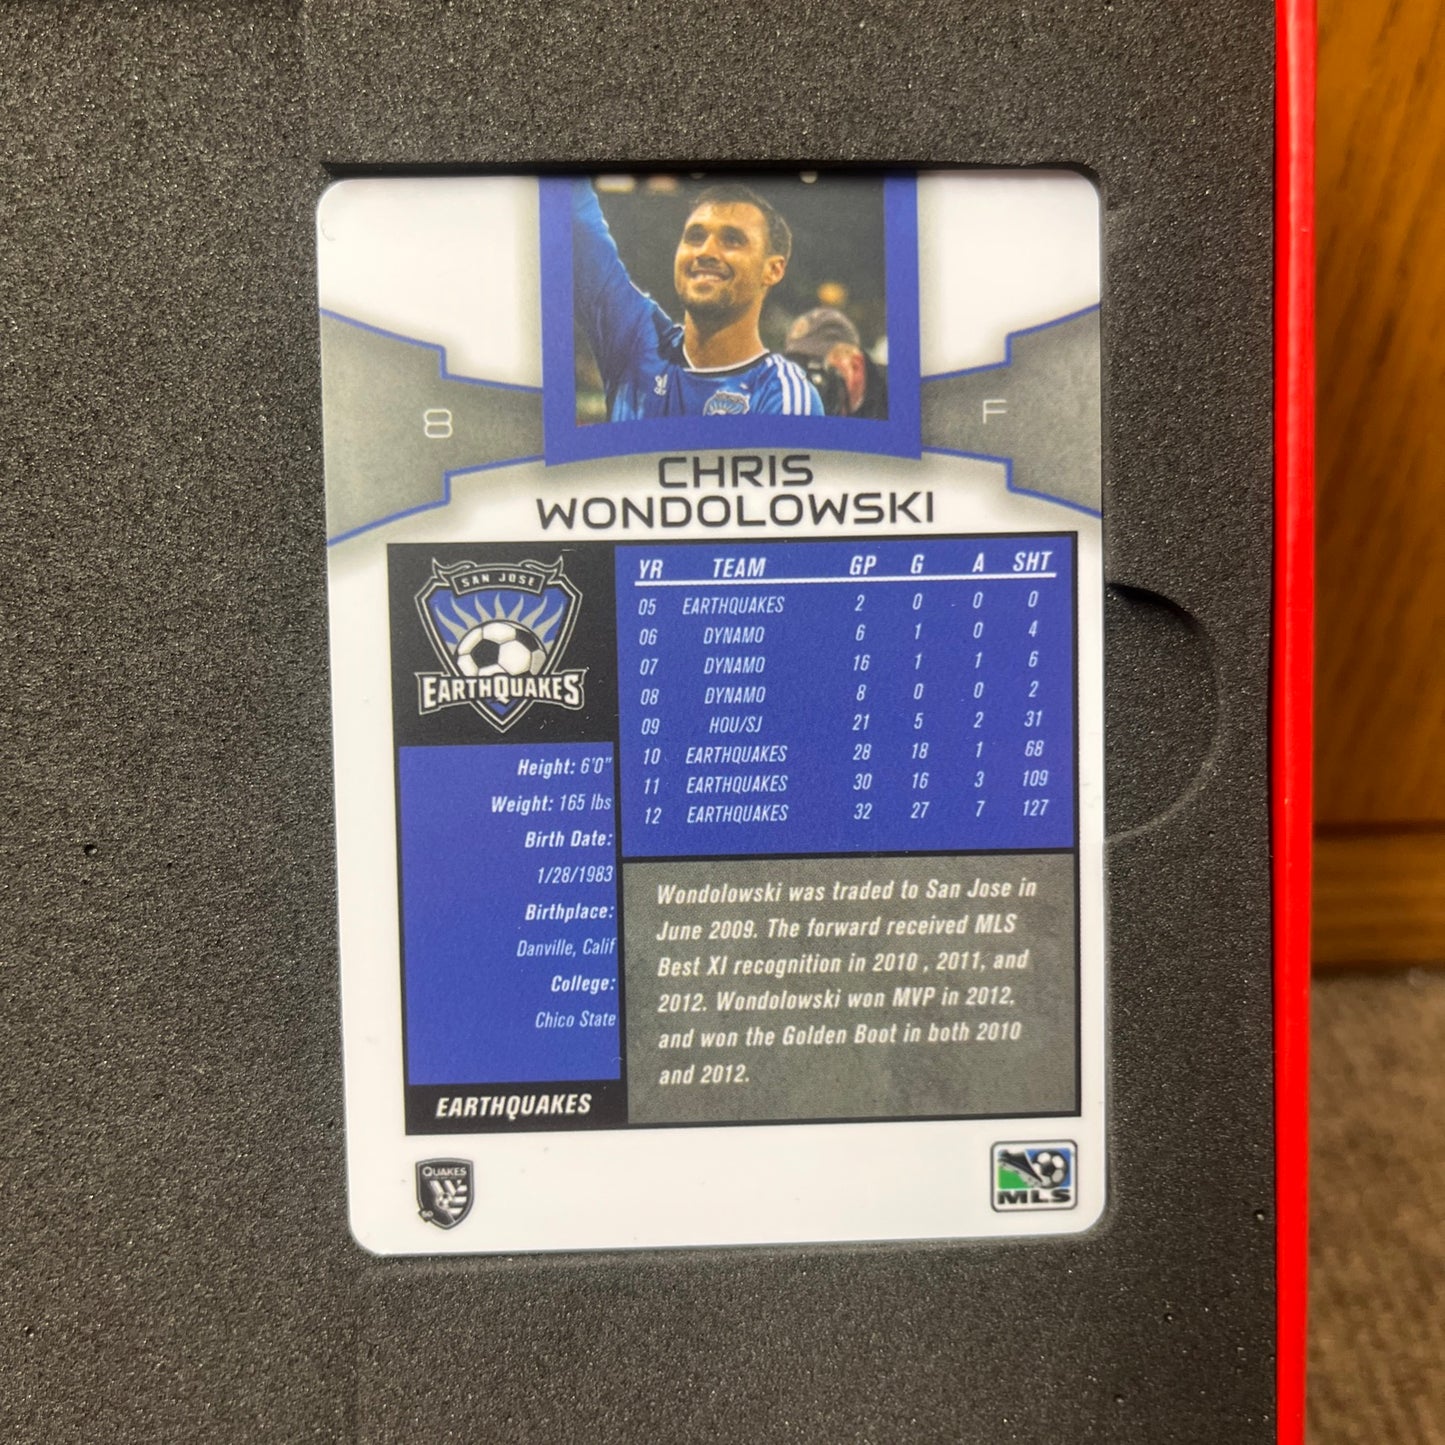 8
F
CHRIS
WONDOLOWSKI
SAN JOSE
EARTHQUAKES
Height: 6'0"
Weight: 165 lbs
Birth Date:
1/28/1983
Birthplace:
Danville, Calif
College:
Chico State
EARTHQUAKES
YR TEAM GP G A SHT
05 EARTHQUAKES 2 0 0 0
06 DYNAMO 6 1 0 4
07 DYNAMO 16 1 1 6
08 DYNAMO 8 0 0 2
09 HOU/SJ 21 5 2 31
10 EARTHQUAKES 28 18 1 68
11 EARTHQUAKES 30 16 3 109
12 EARTHQUAKES 32 27 7 127
Wondolowski was traded to San Jose in
June 2009. The forward received MLS
Best XI recognition in 2010 , 2011, and
2012. Wondolowski won MVP in 2012,
and won the Golden Boot in both 2010
and 2012.
QUAKES
MLS